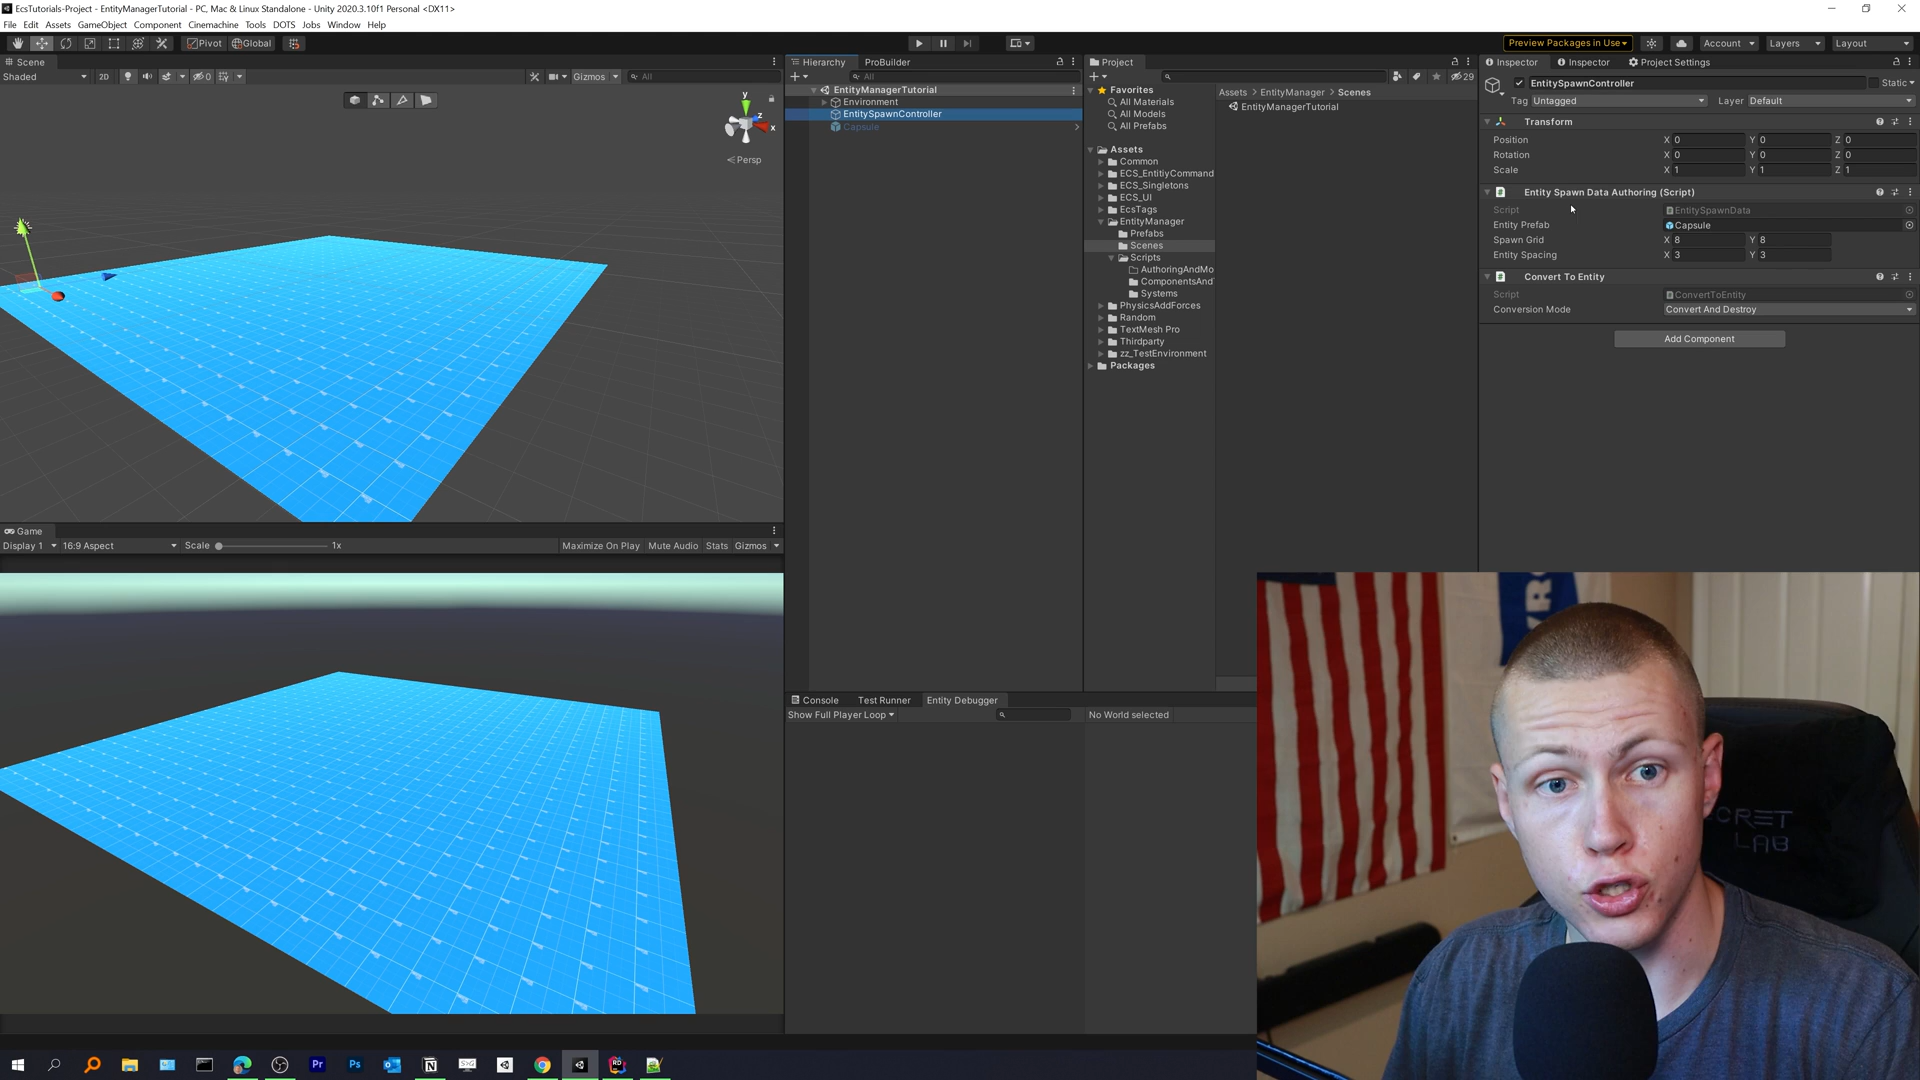 EcsTutorials-Project - EntityManagerTutorial - PC, Mac & Linux Standalone - Unity 2020.3.10f1 Personal <DX11>
File Edit Assets GameObject Component Cinemachine Tools DOTS Jobs Window Help
Pivot Global
Preview Packages in Use Account Layers Layout
Scene
Shaded 2D 0 Gizmos All
y
z
x
Persp
Game
Display 1 16:9 Aspect Scale 1x Maximize On Play Mute Audio Stats Gizmos
Hierarchy ProBuilder
All
EntityManagerTutorial
Environment
EntitySpawnController
Capsule
Project
29
Favorites
All Materials
All Models
All Prefabs
Assets
Common
ECS_EntitiyCommand
ECS_Singletons
ECS_UI
EcsTags
EntityManager
Prefabs
Scenes
Scripts
AuthoringAndMo
ComponentsAnd
Systems
PhysicsAddForces
Random
TextMesh Pro
Thirdparty
zz_TestEnvironment
Packages
Assets EntityManager Scenes
EntityManagerTutorial
Console Test Runner Entity Debugger
Show Full Player Loop
No World selected
Inspector Inspector Project Settings
EntitySpawnController Static
Tag Untagged Layer Default
Transform
Position X 0 Y 0 Z 0
Rotation X 0 Y 0 Z 0
Scale X 1 Y 1 Z 1
Entity Spawn Data Authoring (Script)
Script EntitySpawnData
Entity Prefab Capsule
Spawn Grid X 8 Y 8
Entity Spacing X 3 Y 3
Convert To Entity
Script ConvertToEntity
Conversion Mode Convert And Destroy
Add Component
CRET
LAB
Pr
Ps
N
RD